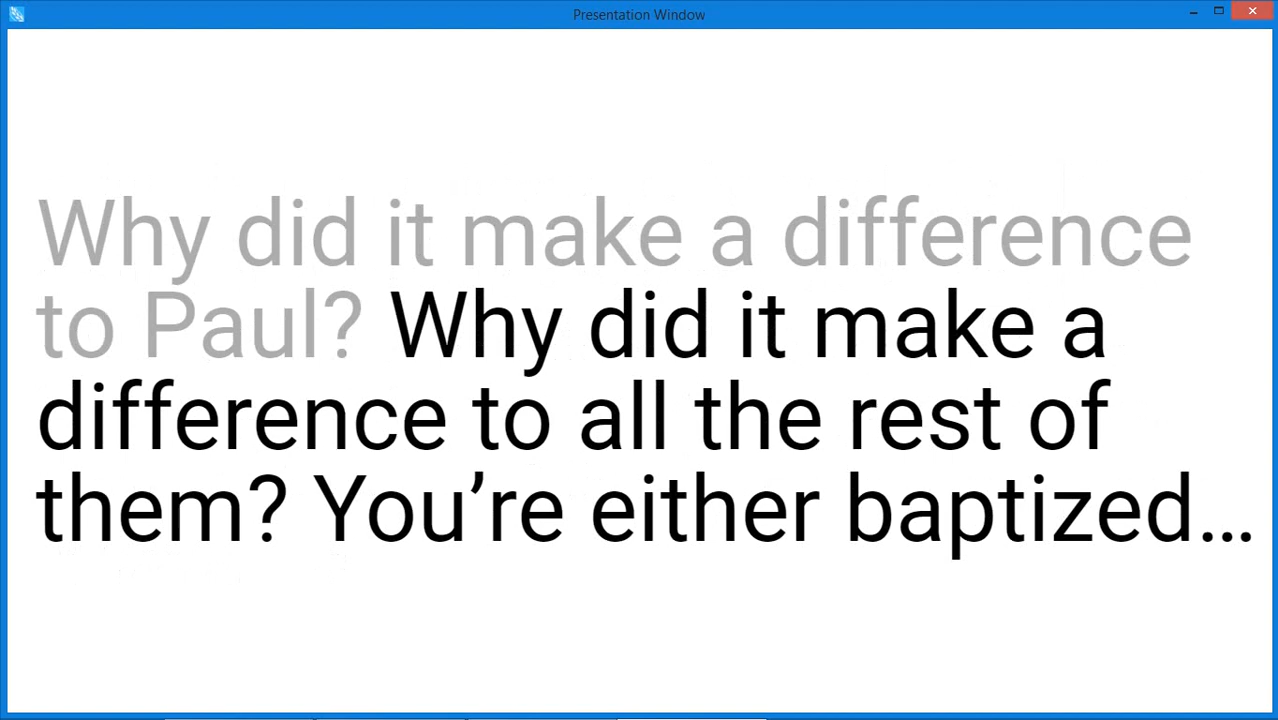 Presentation Window
Why did it make a difference
to Paul? Why did it make a
difference to all the rest of
them? You’re either baptized…